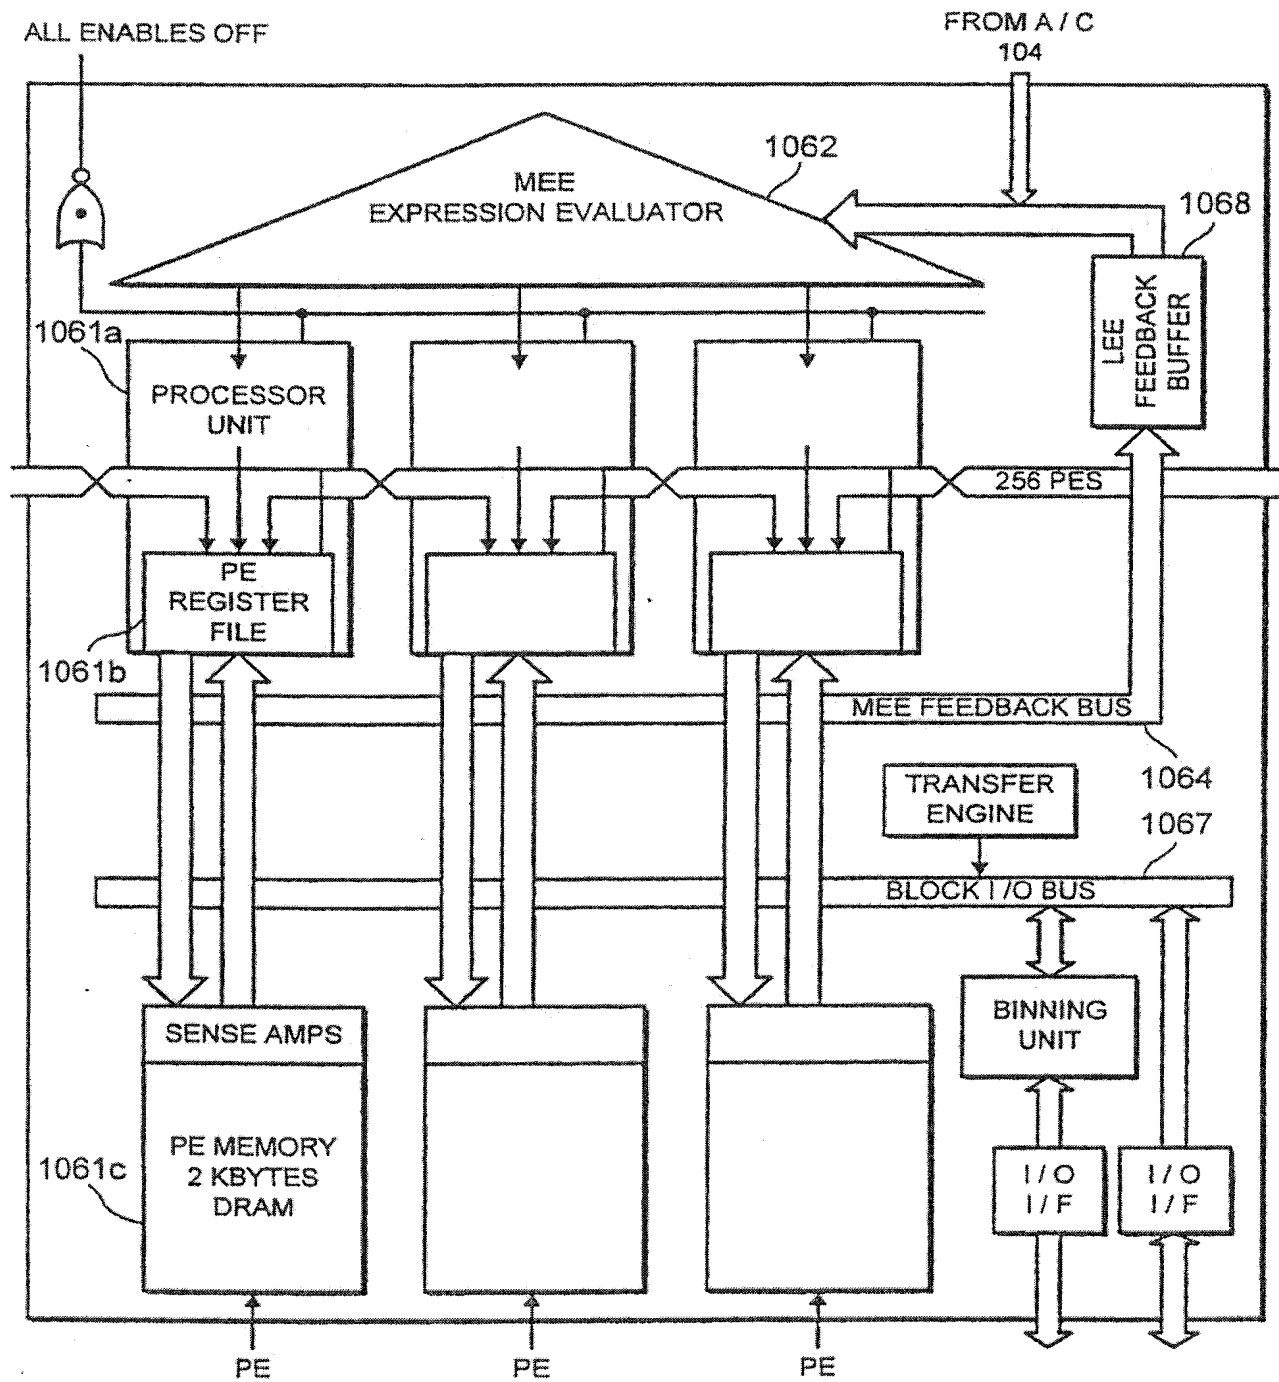 ALL ENABLES OFF
FROM A / C
104
1062
MEE
EXPRESSION EVALUATOR
1068
LEE
FEEDBACK
BUFFER
1061a
PROCESSOR
UNIT
256 PES
PE
REGISTER
FILE
1061b
MEE FEEDBACK BUS
1064
TRANSFER
ENGINE
1067
BLOCK I /O BUS
SENSE AMPS
BINNING
UNIT
PE MEMORY
2 KBYTES
DRAM
1061c
I / O
I / F
I / O
I / F
PE
PE
PE